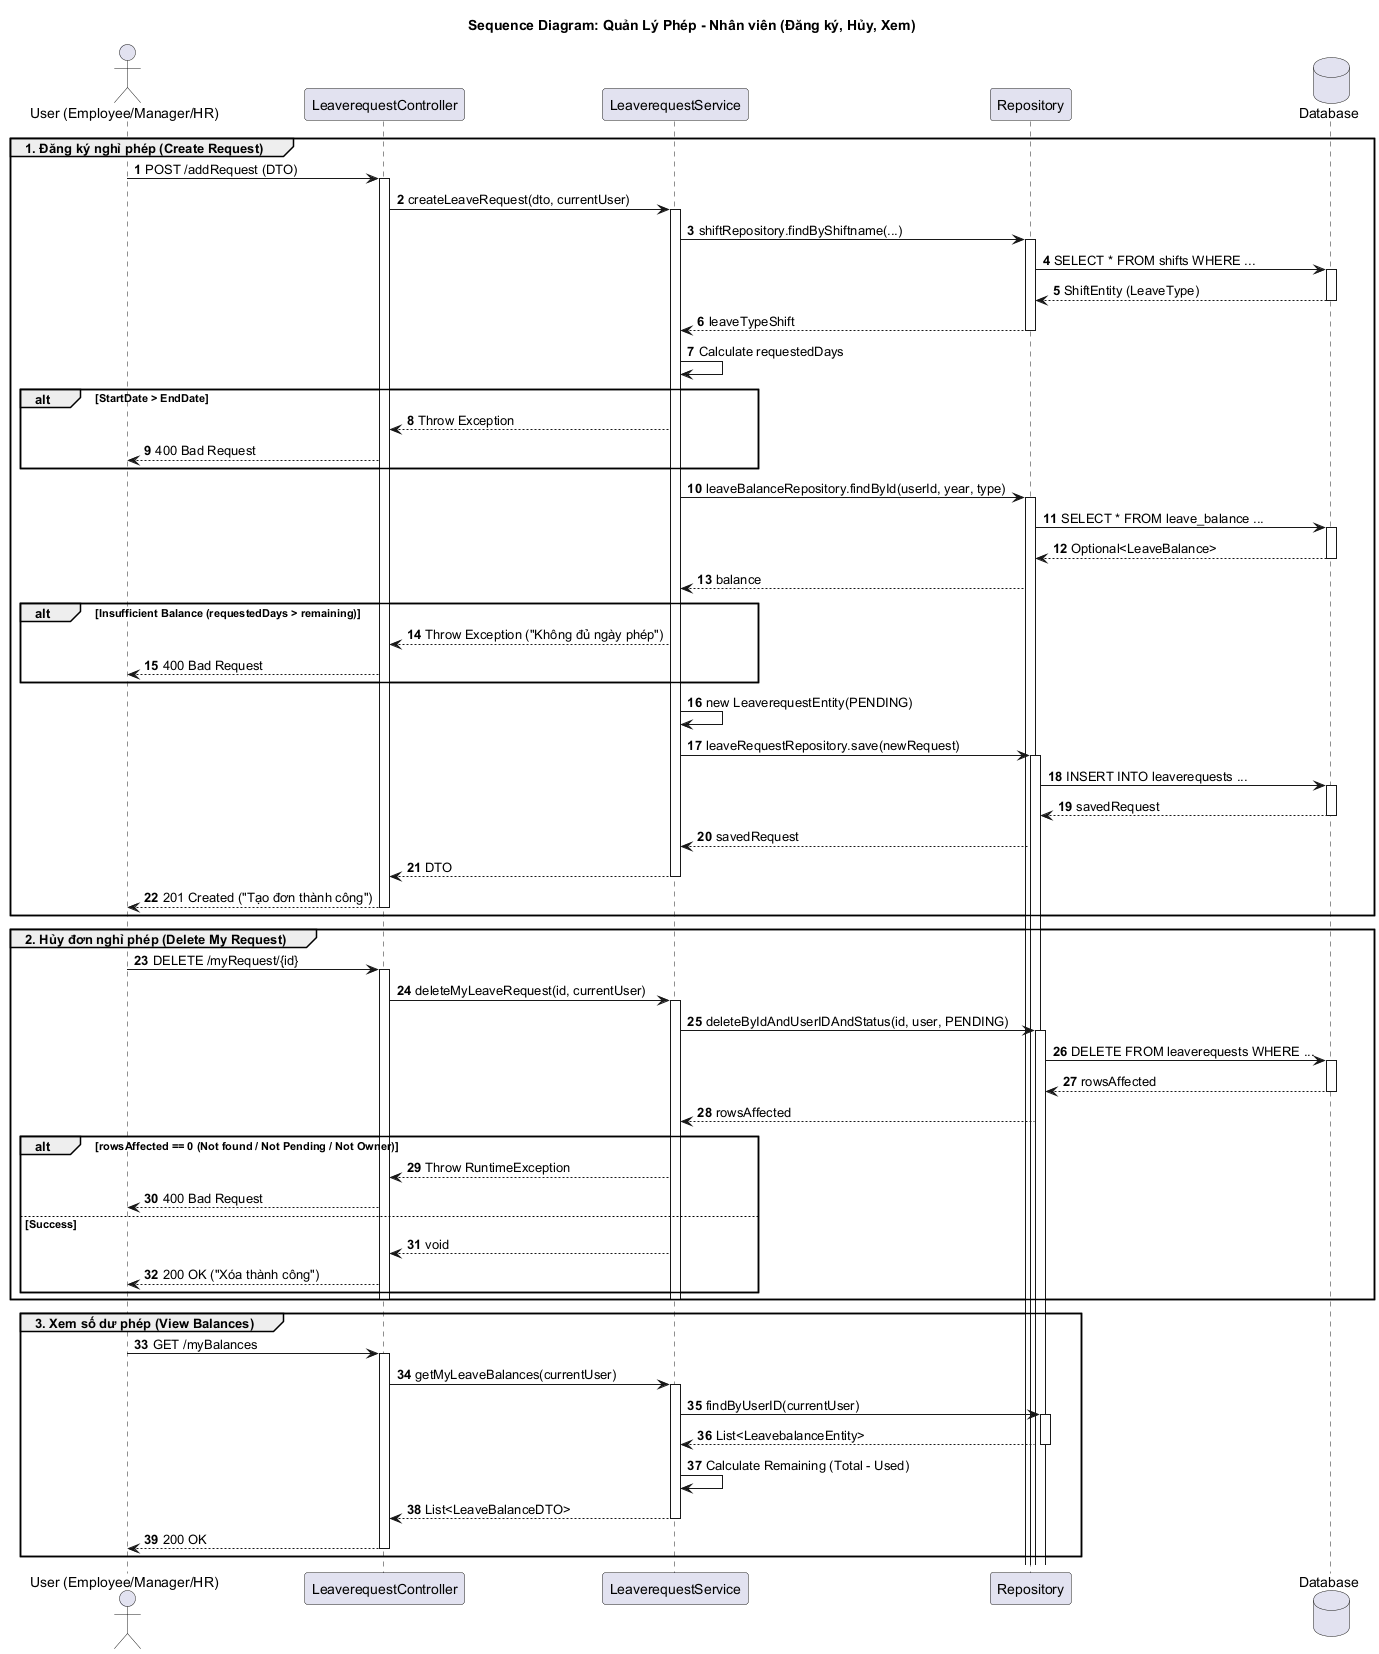 Sequence Diagram: Quản Lý Phép - Nhân viên (Đăng ký, Hủy, Xem)
User (Employee/Manager/HR)
LeaverequestController
LeaverequestService
Repository
Database
1. Đăng ký nghỉ phép (Create Request)
1 POST /addRequest (DTO)
2 createLeaveRequest(dto, currentUser)
3 shiftRepository.findByShiftname(...)
4 SELECT * FROM shifts WHERE ...
5 ShiftEntity (LeaveType)
6 leaveTypeShift
7 Calculate requestedDays
alt [StartDate > EndDate]
8 Throw Exception
9 400 Bad Request
10 leaveBalanceRepository.findById(userId, year, type)
11 SELECT * FROM leave_balance ...
12 Optional<LeaveBalance>
13 balance
alt [Insufficient Balance (requestedDays > remaining)]
14 Throw Exception ("Không đủ ngày phép")
15 400 Bad Request
16 new LeaverequestEntity(PENDING)
17 leaveRequestRepository.save(newRequest)
18 INSERT INTO leaverequests ...
19 savedRequest
20 savedRequest
21 DTO
22 201 Created ("Tạo đơn thành công")
2. Hủy đơn nghỉ phép (Delete My Request)
23 DELETE /myRequest/{id}
24 deleteMyLeaveRequest(id, currentUser)
25 deleteByIdAndUserIDAndStatus(id, user, PENDING)
26 DELETE FROM leaverequests WHERE ...
27 rowsAffected
28 rowsAffected
alt [rowsAffected == 0 (Not found / Not Pending / Not Owner)]
29 Throw RuntimeException
30 400 Bad Request
[Success]
31 void
32 200 OK ("Xóa thành công")
3. Xem số dư phép (View Balances)
33 GET /myBalances
34 getMyLeaveBalances(currentUser)
35 findByUserID(currentUser)
36 List<LeavebalanceEntity>
37 Calculate Remaining (Total - Used)
38 List<LeaveBalanceDTO>
39 200 OK
User (Employee/Manager/HR)
LeaverequestController
LeaverequestService
Repository
Database